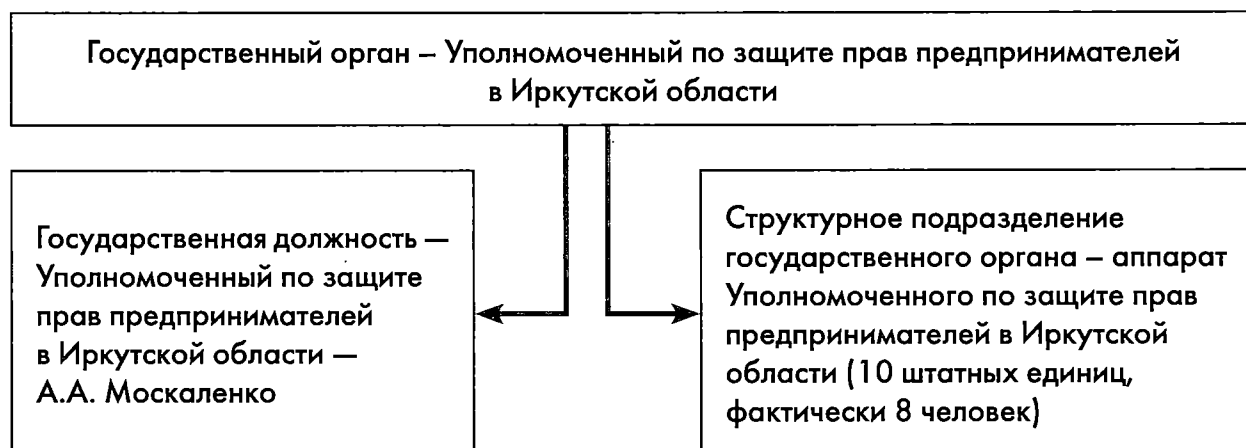 Государственный орган – Уполномоченный по защите прав предпринимателей
в Иркутской области
Государственная должность —
Уполномоченный по защите
прав предпринимателей
в Иркутской области —
А.А. Москаленко
Структурное подразделение
государственного органа – аппарат
Уполномоченного по защите прав
предпринимателей в Иркутской
области (10 штатных единиц,
фактически 8 человек)